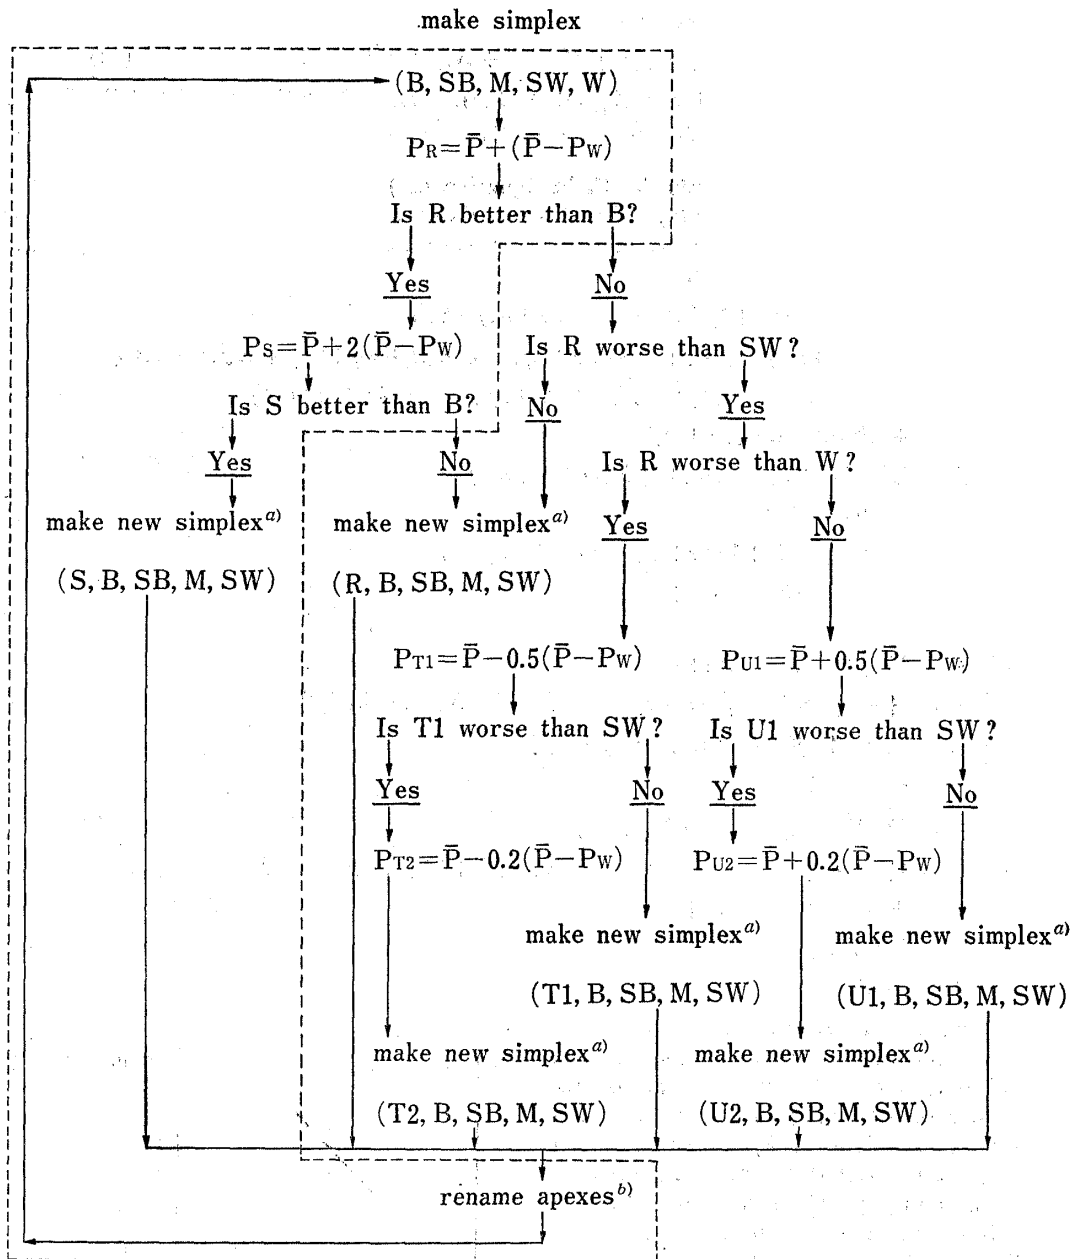 make simplex
(B, SB, M, SW, W)
P_R=P̄+(P̄−P_W)
Is R better than B?
Yes
No
P_S=P̄+2(P̄−P_W)
Is R worse than SW?
Is S better than B?
No
Yes
Yes
No
Is R worse than W?
make new simplex^a)
make new simplex^a)
Yes
No
(S, B, SB, M, SW)
(R, B, SB, M, SW)
P_T1=P̄−0.5(P̄−P_W)
P_U1=P̄+0.5(P̄−P_W)
Is T1 worse than SW?
Is U1 worse than SW?
Yes
No
Yes
No
P_T2=P̄−0.2(P̄−P_W)
P_U2=P̄+0.2(P̄−P_W)
make new simplex^a)
make new simplex^a)
(T1, B, SB, M, SW)
(U1, B, SB, M, SW)
make new simplex^a)
make new simplex^a)
(T2, B, SB, M, SW)
(U2, B, SB, M, SW)
rename apexes^b)